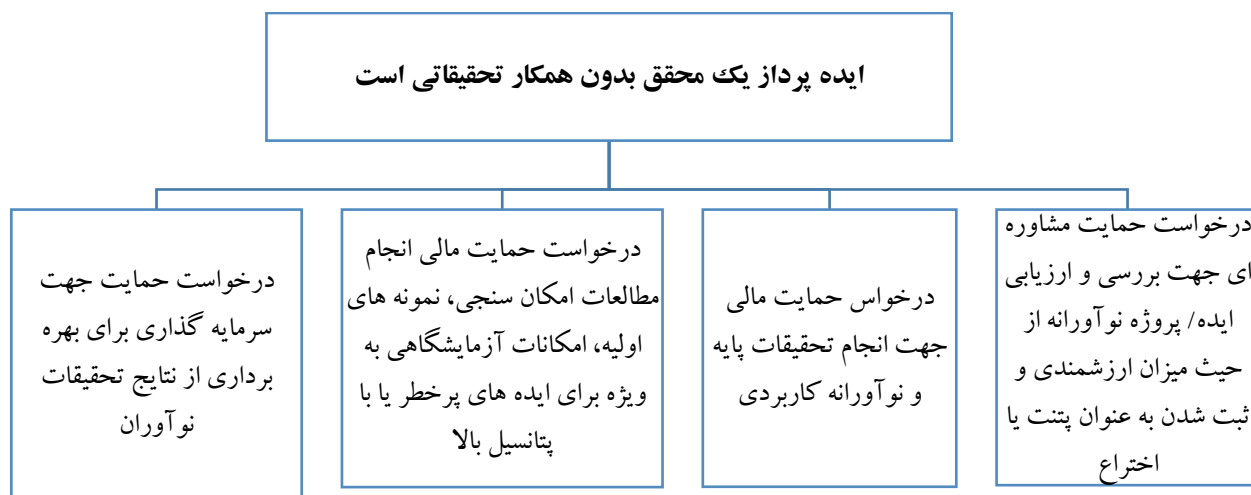 ایده پرداز یک محقق بدون همکار تحقیقاتی است
درخواست حمایت مشاوره
ای جهت بررسی و ارزیابی
ایده/ پروژه نوآورانه از
حیث میزان ارزشمندی و
ثبت شدن به عنوان پتنت یا
اختراع
درخواس حمایت مالی
جهت انجام تحقیقات پایه
و نوآورانه کاربردی
درخواست حمایت مالی انجام
مطالعات امکان سنجی، نمونه های
اولیه، امکانات آزمایشگاهی به
ویژه برای ایده های پرخطر یا با
پتانسیل بالا
درخواست حمایت جهت
سرمایه گذاری برای بهره
برداری از نتایج تحقیقات
نوآوران